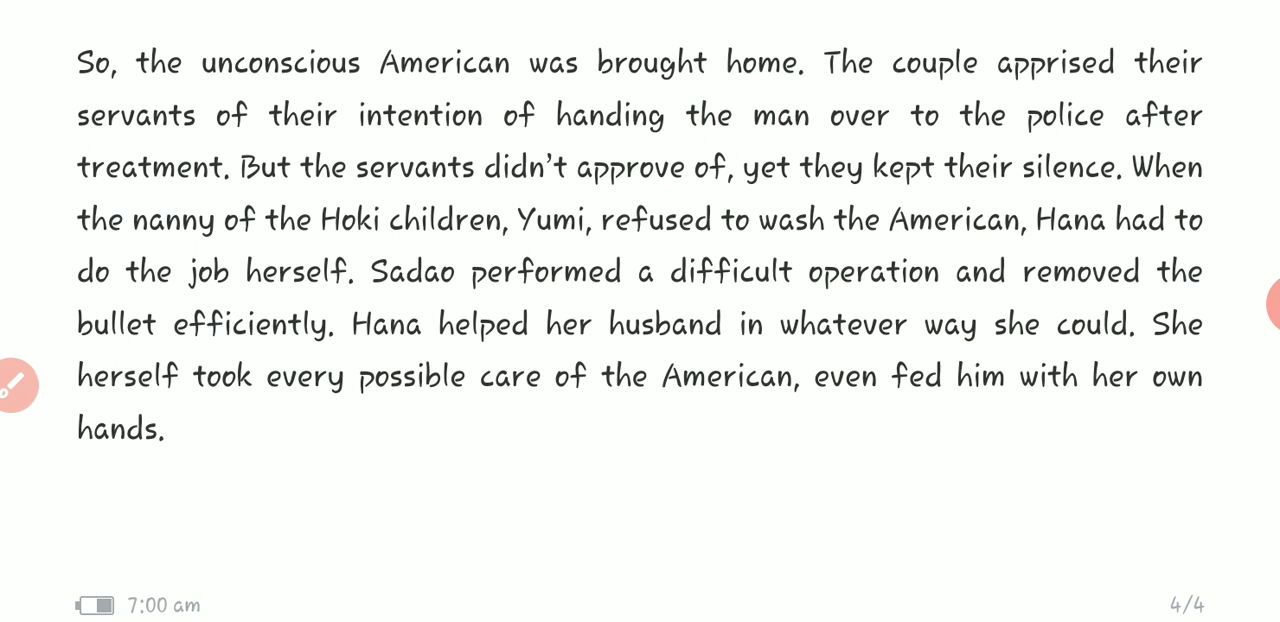 So, the unconscious American was brought home. The couple apprised their
servants of their intention of handing the man over to the police after
treatment. But the servants didn't approve of, yet they kept their silence. When
the nanny of the Hoki children, Yumi, refused to wash the American, Hana had to
do the job herself. Sadao performed a difficult operation and removed the
bullet efficiently. Hana helped her husband in whatever way she could. She
herself took every possible care of the American, even fed him with her own
hands.
7:00 am
4/4